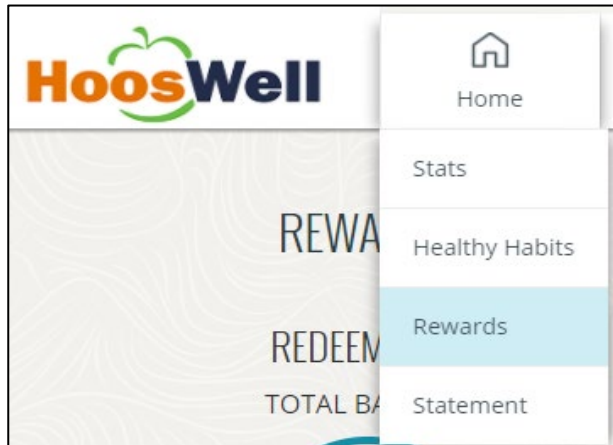 HoosWell
Home
Stats
Healthy Habits
Rewards
Statement
REWA
REDEEM
TOTAL BA